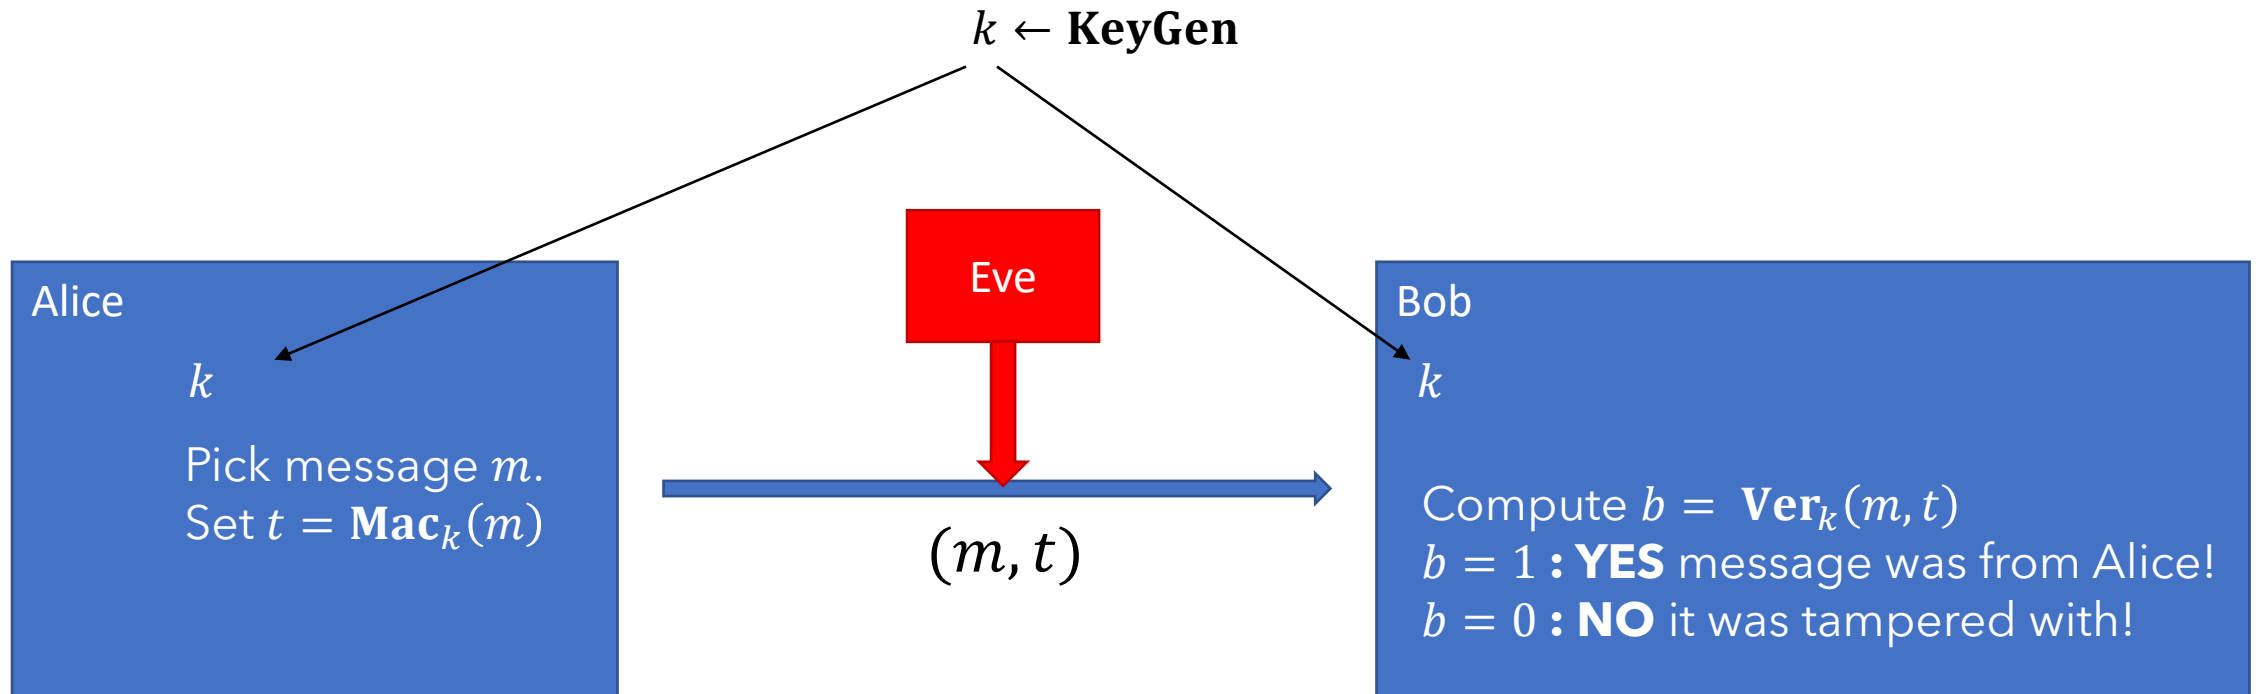 k ← KeyGen
Alice
k
Pick message m.
Set t = Mac_k(m)
Eve
(m, t)
Bob
k
Compute b = Ver_k(m, t)
b = 1 : YES message was from Alice!
b = 0 : NO it was tampered with!